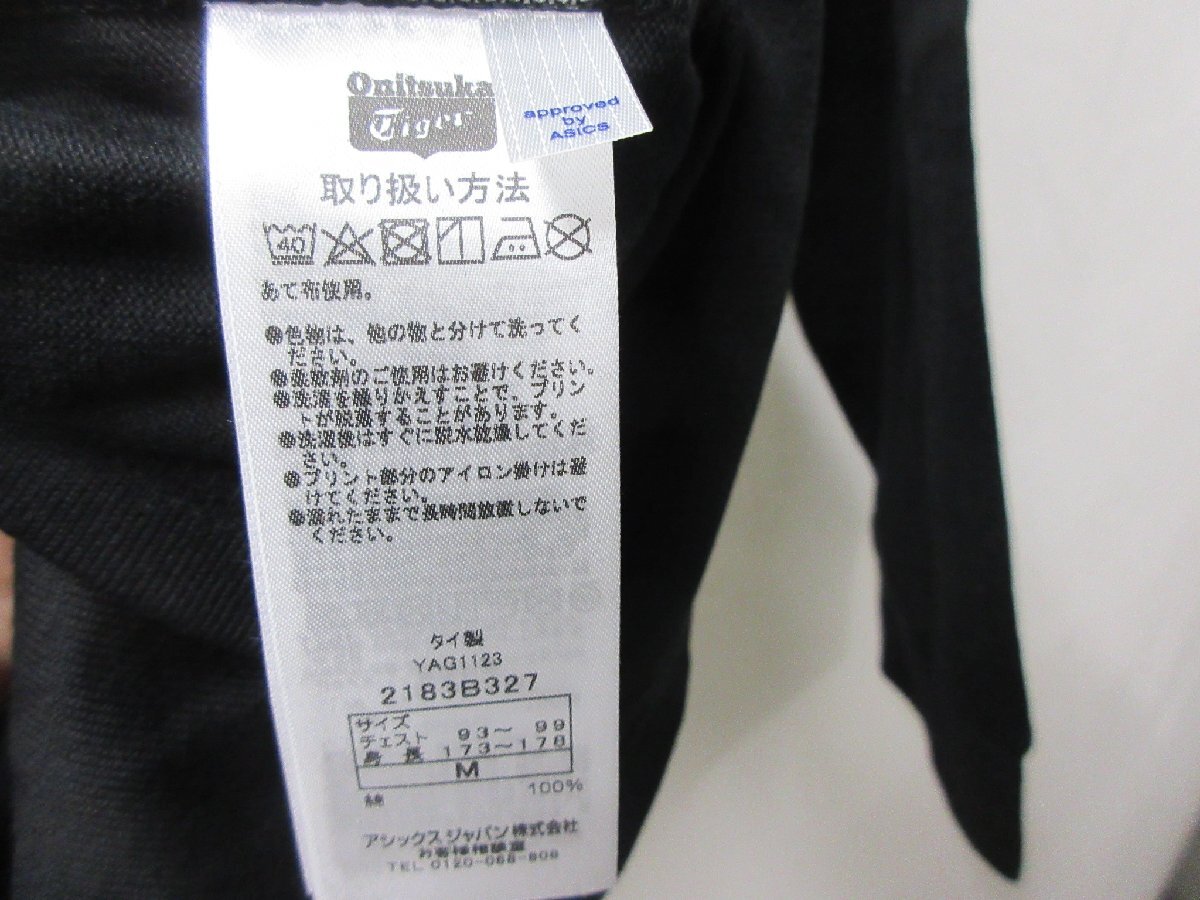 Onitsuka
Tiger
approved
by
ASICS
取り扱い方法
40
あて布使用。
●色物は、他の物と分けて洗ってく
ださい。
●柔軟剤のご使用はお避けください。
●洗濯を繰りかえすことで、プリン
トが脱落することがあります。
●洗濯後はすぐに脱水乾燥してくだ
さい。
●プリント部分のアイロン掛けは避
けてください。
●濡れたままで長時間放置しないで
ください。
タイ製
YAG1123
2183B327
サイズ
チェスト 93～ 99
身長 173～178
M
綿 100%
アシックスジャパン株式会社
お客様相談室
TEL 0120-068-806